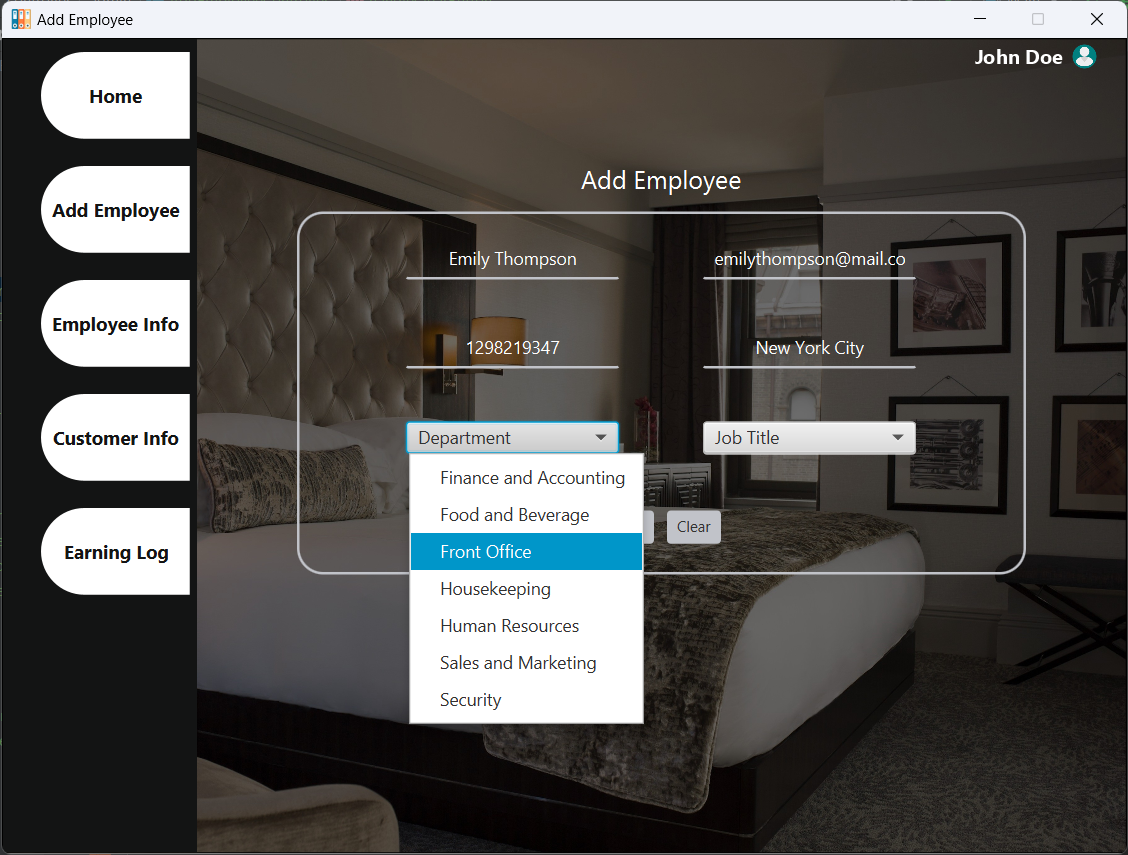 Add Employee
John Doe
Home
Add Employee
Employee Info
Customer Info
Earning Log
Add Employee
Emily Thompson
emilythompson@mail.co
1298219347
New York City
Department
Job Title
Finance and Accounting
Food and Beverage
Front Office
Housekeeping
Human Resources
Sales and Marketing
Security
Clear